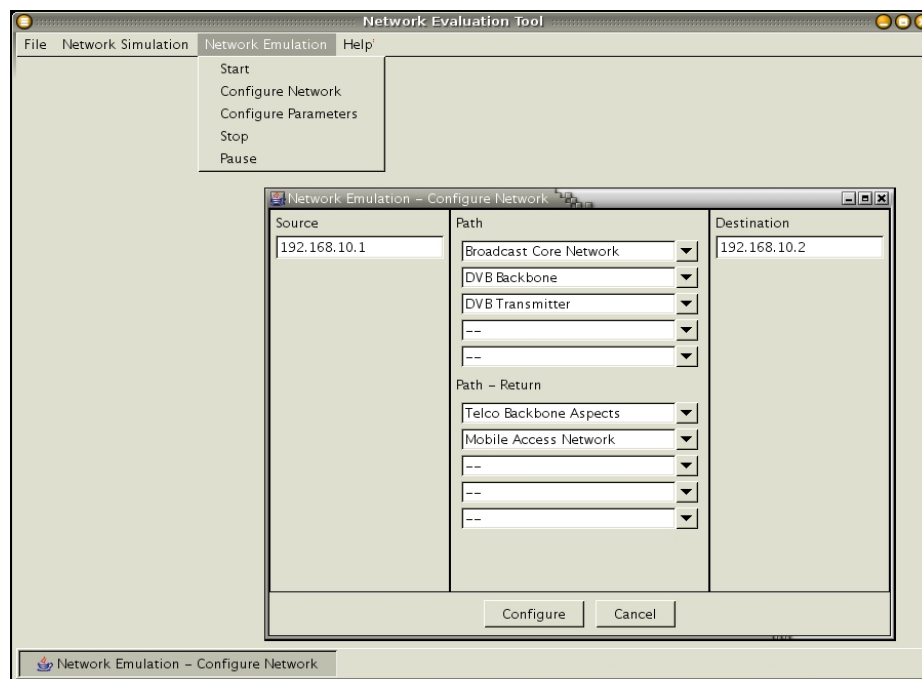 Network Evaluation Tool
File Network Simulation Network Emulation Help
Start
Configure Network
Configure Parameters
Stop
Pause
Network Emulation – Configure Network
Source
192.168.10.1
Path
Broadcast Core Network
DVB Backbone
DVB Transmitter
--
--
Path – Return
Telco Backbone Aspects
Mobile Access Network
--
--
--
Destination
192.168.10.2
Configure Cancel
Network Emulation – Configure Network